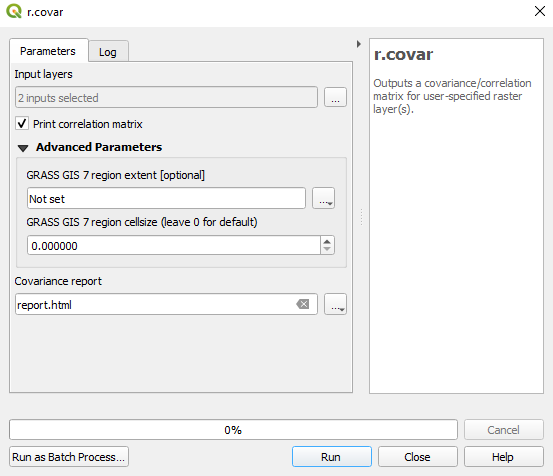 r.covar
Parameters
Log
Input layers
2 inputs selected
...
Print correlation matrix
Advanced Parameters
GRASS GIS 7 region extent [optional]
Not set
...
GRASS GIS 7 region cellsize (leave 0 for default)
0.000000
Covariance report
report.html
...
r.covar
Outputs a covariance/correlation
matrix for user-specified raster
layer(s).
0%
Cancel
Run as Batch Process...
Run
Close
Help